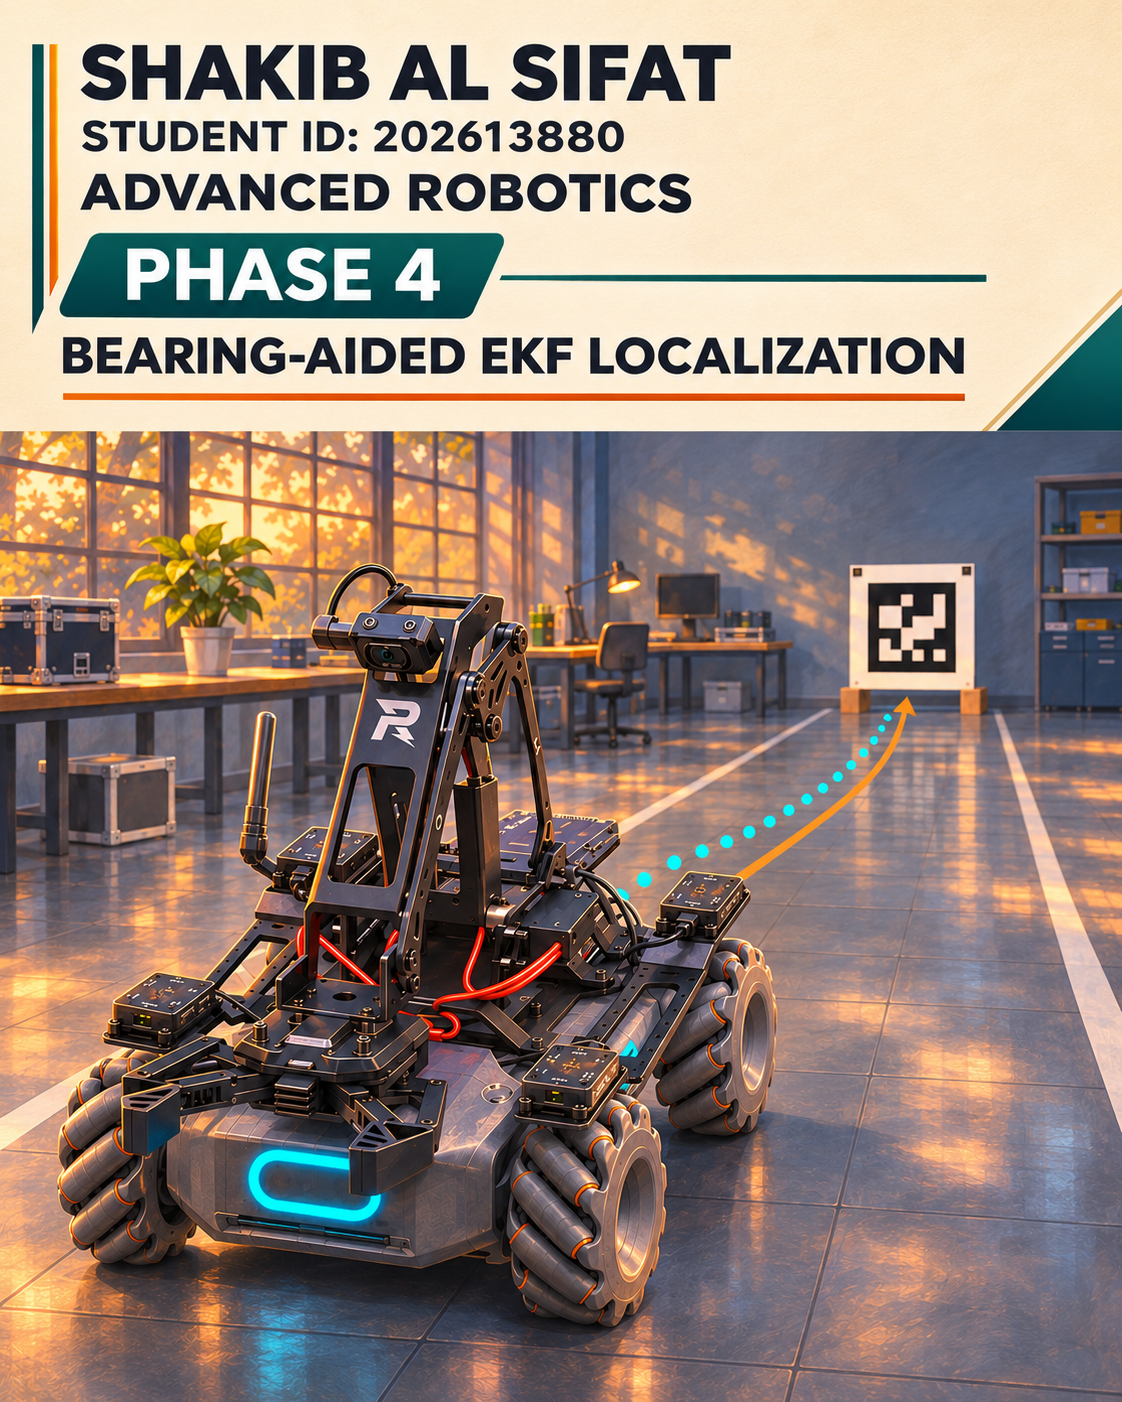 SHAKIB AL SIFAT
STUDENT ID: 202613880
ADVANCED ROBOTICS
PHASE 4
BEARING-AIDED EKF LOCALIZATION
R